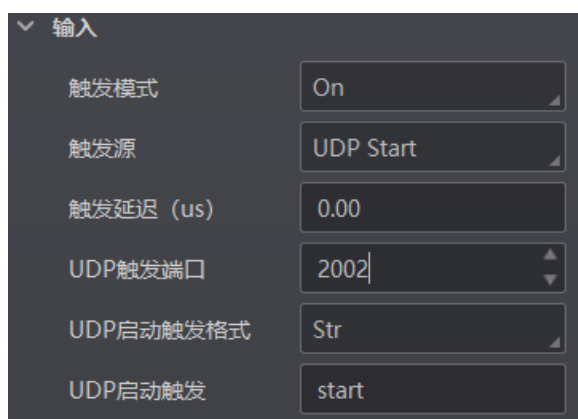 输入
触发模式 On
触发源 UDP Start
触发延迟（us） 0.00
UDP触发端口 2002
UDP启动触发格式 Str
UDP启动触发 start